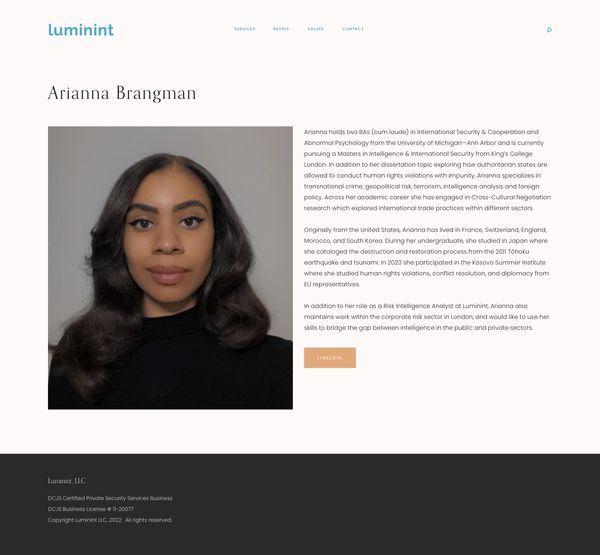 luminint
SERVICES PEOPLE VALUES CONTACT
Arianna Brangman
Arianna holds two BAs (cum laude) in International Security & Cooperation and
Abnormal Psychology from the University of Michigan—Ann Arbor and is currently
pursuing a Masters in Intelligence & International Security from King's College
London. In addition to her dissertation topic exploring how authoritarian states are
allowed to conduct human rights violations with impunity, Arianna specializes in
transnational crime, geopolitical risk, terrorism, intelligence analysis and foreign
policy. Across her academic career she has engaged in Cross-Cultural Negotiation
research which explored international trade practices within different sectors.
Originally from the United States, Arianna has lived in France, Switzerland, England,
Morocco, and South Korea. During her undergraduate, she studied in Japan where
she cataloged the destruction and restoration process from the 2011 Tōhoku
earthquake and tsunami. In 2023 she participated in the Kosovo Summer Institute
where she studied human rights violations, conflict resolution, and diplomacy from
EU representatives.
In addition to her role as a Risk Intelligence Analyst at Luminint, Arianna also
maintains work within the corporate risk sector in London, and would like to use her
skills to bridge the gap between intelligence in the public and private sectors.
LINKEDIN
Luminint, LLC
DCJS Certified Private Security Services Business
DCJS Business License # 11-20077
Copyright Luminint LLC, 2022. All rights reserved.